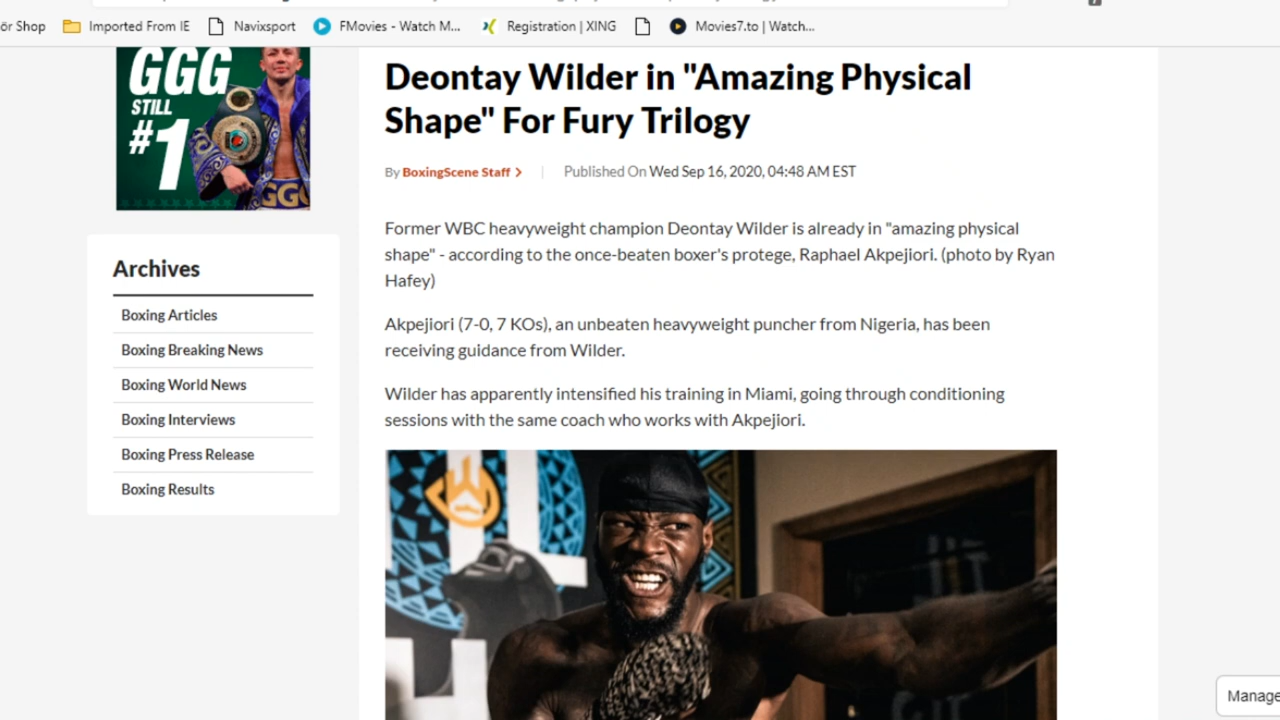 ör Shop
Imported From IE
Navixsport
FMovies - Watch M...
Registration | XING
Movies7.to | Watch...
GGG
STILL
#1
GGG
Archives
Boxing Articles
Boxing Breaking News
Boxing World News
Boxing Interviews
Boxing Press Release
Boxing Results
Deontay Wilder in "Amazing Physical
Shape" For Fury Trilogy
By BoxingScene Staff
Published On Wed Sep 16, 2020, 04:48 AM EST
Former WBC heavyweight champion Deontay Wilder is already in "amazing physical
shape" - according to the once-beaten boxer's protege, Raphael Akpejiori. (photo by Ryan
Hafey)
Akpejiori (7-0, 7 KOs), an unbeaten heavyweight puncher from Nigeria, has been
receiving guidance from Wilder.
Wilder has apparently intensified his training in Miami, going through conditioning
sessions with the same coach who works with Akpejiori.
Manage